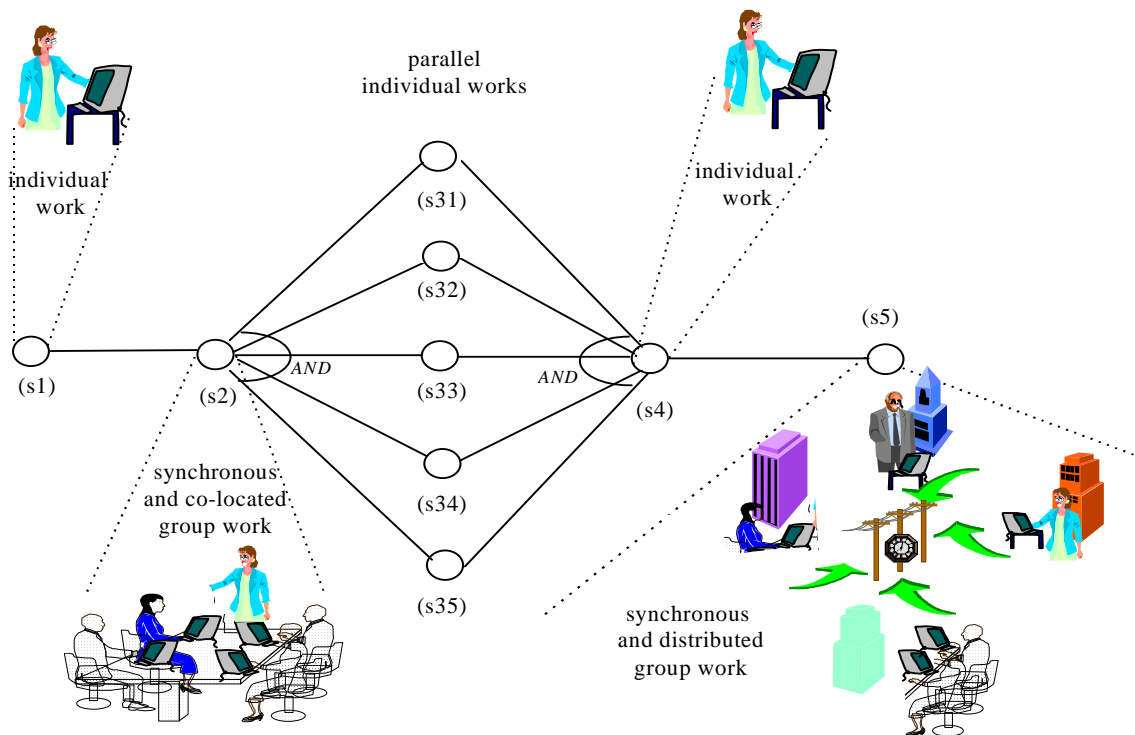 parallel
individual works
individual
work
individual
work
(s31)
(s32)
(s1)
(s2)
AND
(s33)
AND
(s4)
(s5)
(s34)
(s35)
synchronous
and co-located
group work
synchronous
and distributed
group work